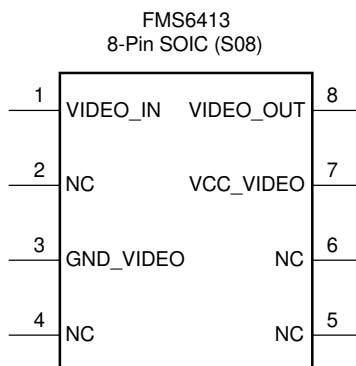 FMS6413
8-Pin SOIC (S08)
1 VIDEO_IN VIDEO_OUT 8
2 NC VCC_VIDEO 7
3 GND_VIDEO NC 6
4 NC NC 5